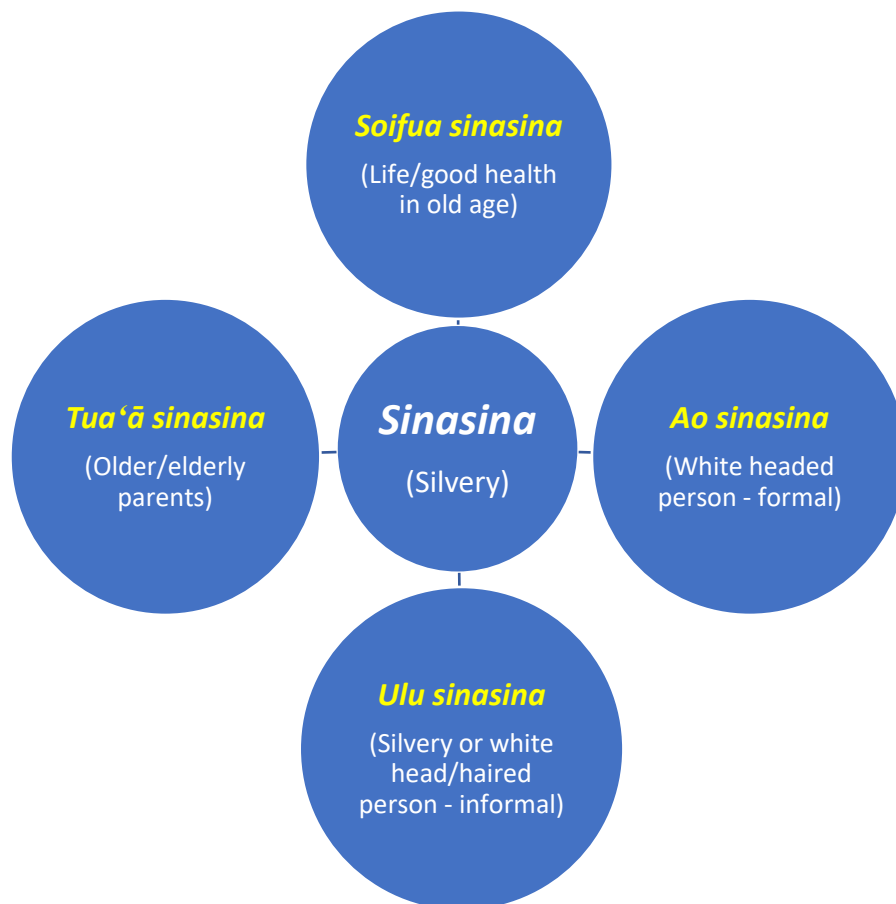 Soifua sinasina
(Life/good health
in old age)
Tuaʻā sinasina
(Older/elderly
parents)
Sinasina
(Silvery)
Ao sinasina
(White headed
person - formal)
Ulu sinasina
(Silvery or white
head/haired
person - informal)